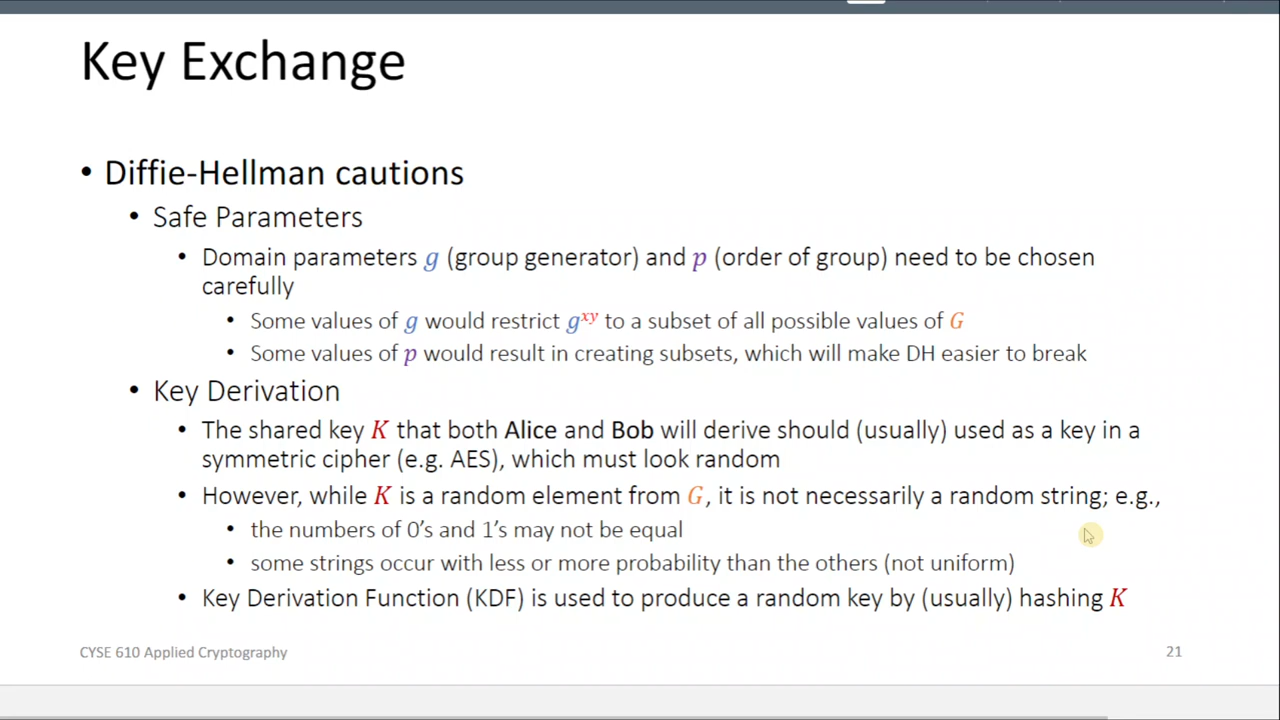 Key Exchange
• Diffie-Hellman cautions
• Safe Parameters
• Domain parameters g (group generator) and p (order of group) need to be chosen
carefully
• Some values of g would restrict g^xy to a subset of all possible values of G
• Some values of p would result in creating subsets, which will make DH easier to break
• Key Derivation
• The shared key K that both Alice and Bob will derive should (usually) used as a key in a
symmetric cipher (e.g. AES), which must look random
• However, while K is a random element from G, it is not necessarily a random string; e.g.,
• the numbers of 0’s and 1’s may not be equal
• some strings occur with less or more probability than the others (not uniform)
• Key Derivation Function (KDF) is used to produce a random key by (usually) hashing K
CYSE 610 Applied Cryptography
21